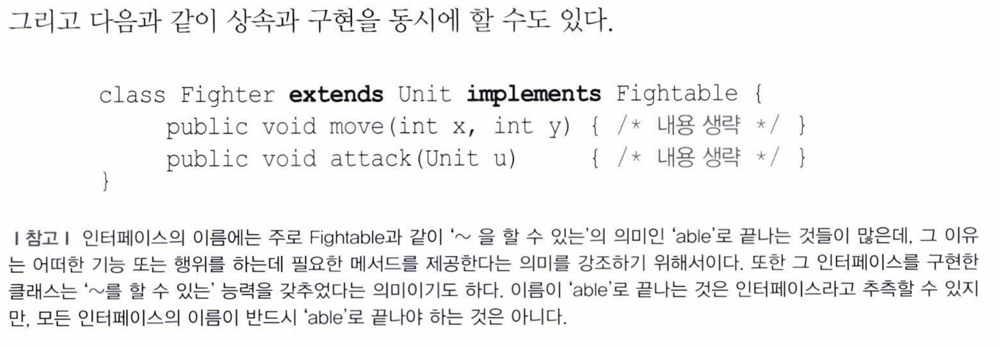 그리고 다음과 같이 상속과 구현을 동시에 할 수도 있다.
class Fighter extends Unit implements Fightable {
public void move(int x, int y) { /* 내용 생략 */ }
public void attack(Unit u) { /* 내용 생략 */ }
}
| 참고 | 인터페이스의 이름에는 주로 Fightable과 같이 ‘~ 을 할 수 있는’의 의미인 ‘able’로 끝나는 것들이 많은데, 그 이유
는 어떠한 기능 또는 행위를 하는데 필요한 메서드를 제공한다는 의미를 강조하기 위해서이다. 또한 그 인터페이스를 구현한
클래스는 ‘~를 할 수 있는’ 능력을 갖추었다는 의미이기도 하다. 이름이 ‘able’로 끝나는 것은 인터페이스라고 추측할 수 있지
만, 모든 인터페이스의 이름이 반드시 ‘able’로 끝나야 하는 것은 아니다.